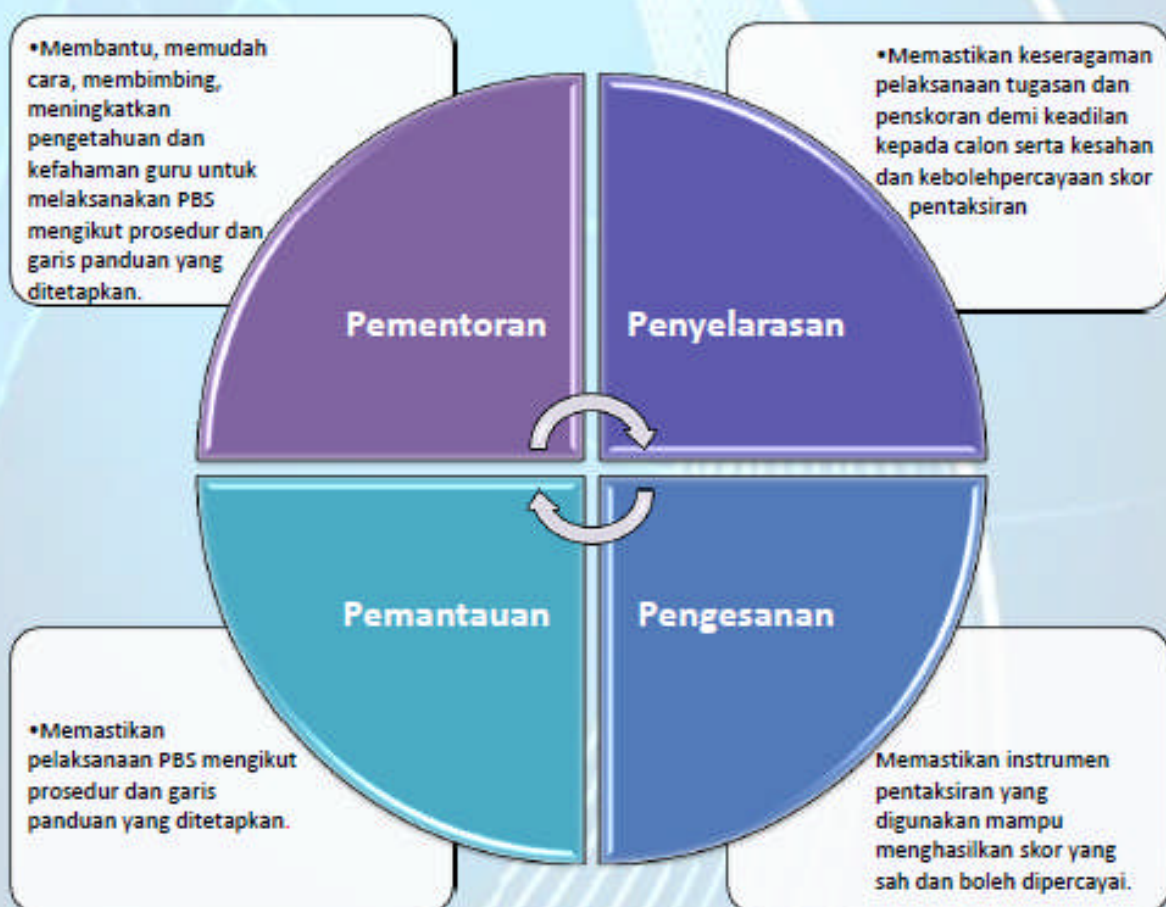 •Membantu, memudah
cara, membimbing,
meningkatkan
pengetahuan dan
kefahaman guru untuk
melaksanakan PBS
mengikut prosedur dan
garis panduan yang
ditetapkan.
•Memastikan keseragaman
pelaksanaan tugasan dan
penskoran demi keadilan
kepada calon serta kesahan
dan kebolehpercayaan skor
pentaksiran
Pementoran
Penyelarasan
Pemantauan
Pengesanan
•Memastikan
pelaksanaan PBS mengikut
prosedur dan garis
panduan yang ditetapkan.
Memastikan instrumen
pentaksiran yang
digunakan mampu
menghasilkan skor yang
sah dan boleh dipercayai.